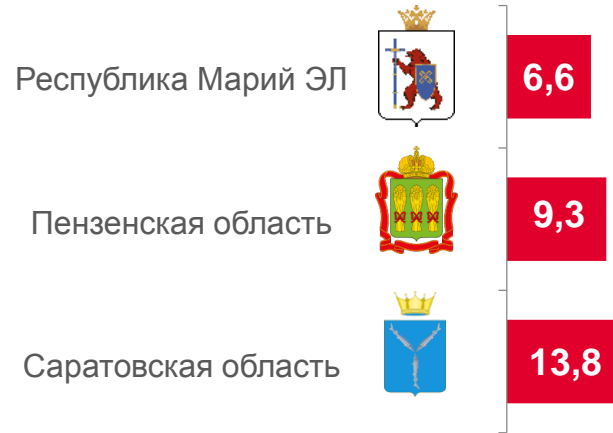 Республика Марий ЭЛ 6,6
Пензенская область 9,3
Саратовская область 13,8